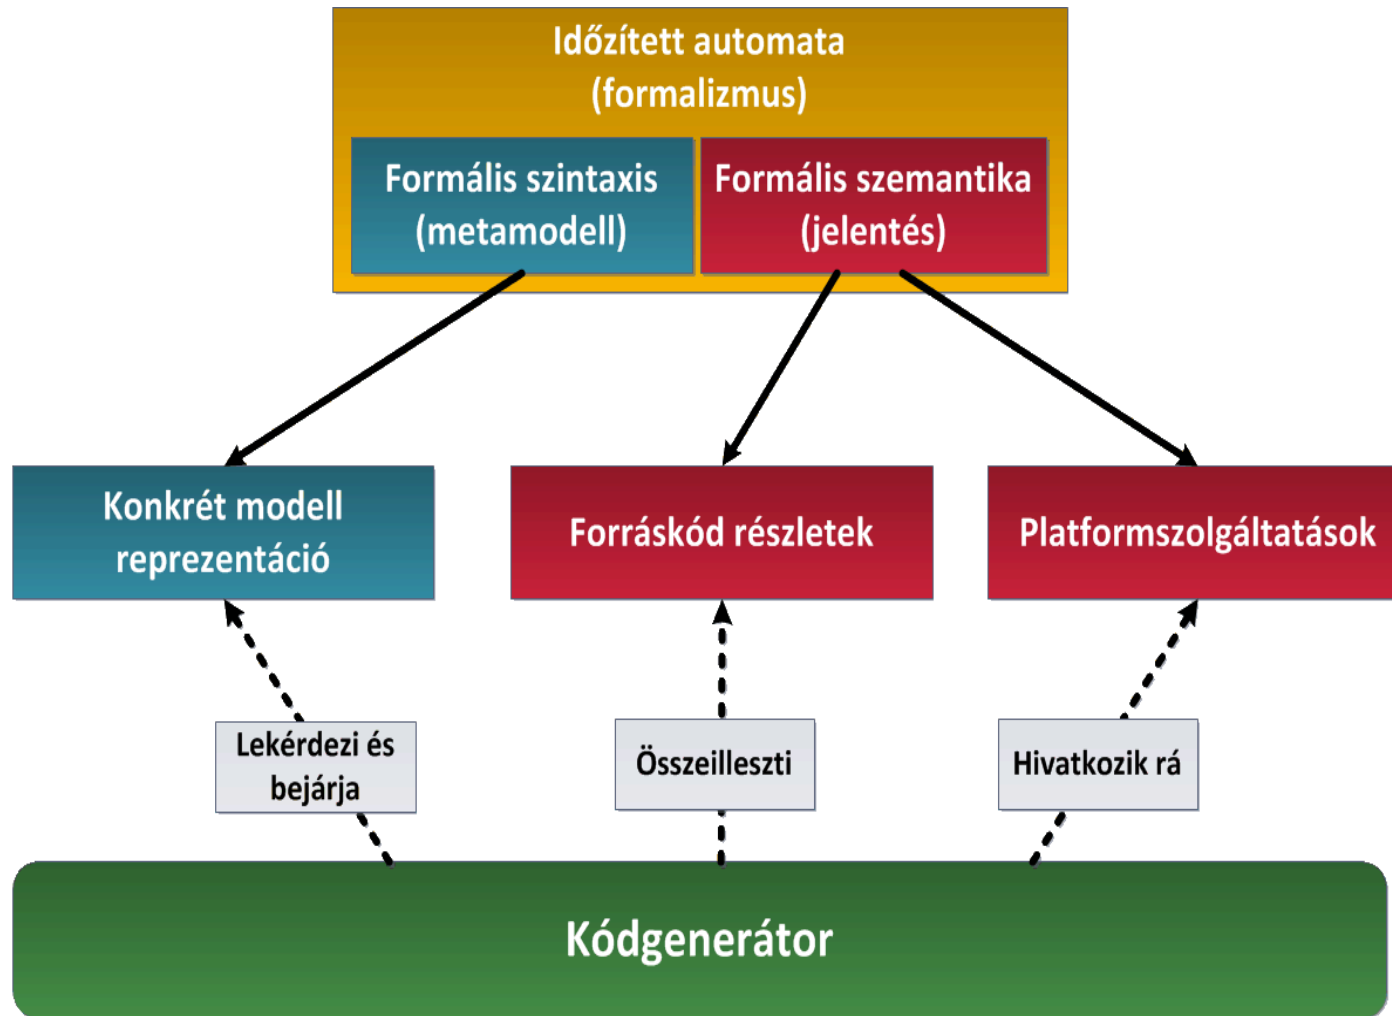 Időzített automata
(formalizmus)
Formális szintaxis
(metamodell)
Formális szemantika
(jelentés)
Konkrét modell
reprezentáció
Forráskód részletek
Platformszolgáltatások
Lekérdezi és
bejárja
Összeilleszti
Hivatkozik rá
Kódgenerátor